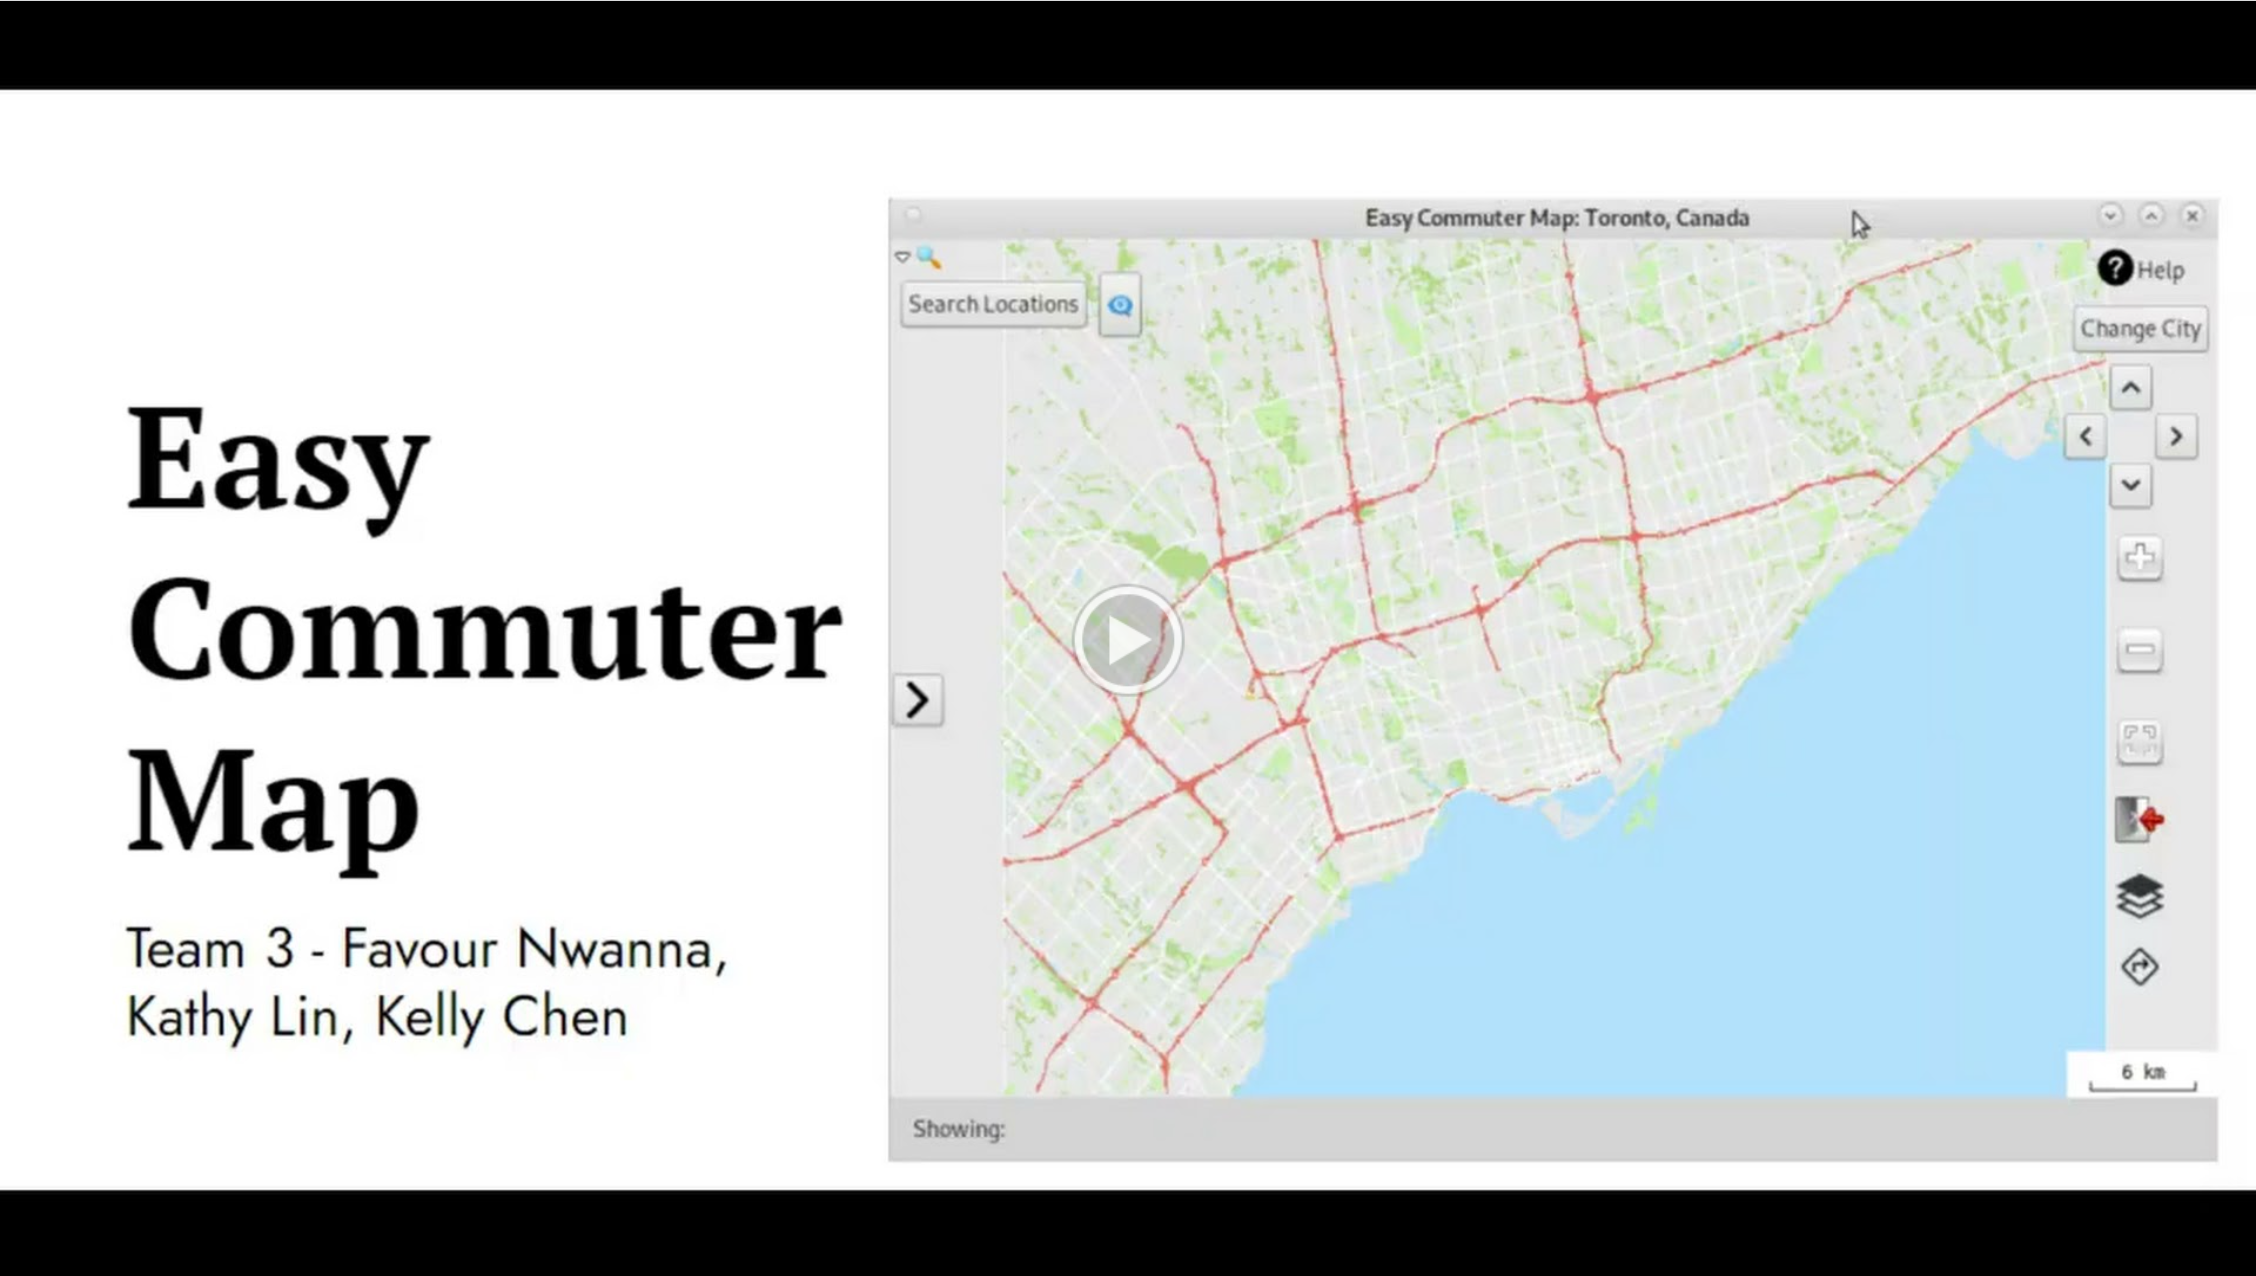 Easy
Commuter
Map
Team 3 - Favour Nwanna,
Kathy Lin, Kelly Chen
Easy Commuter Map: Toronto, Canada
Search Locations
Help
Change City
6 km
Showing: